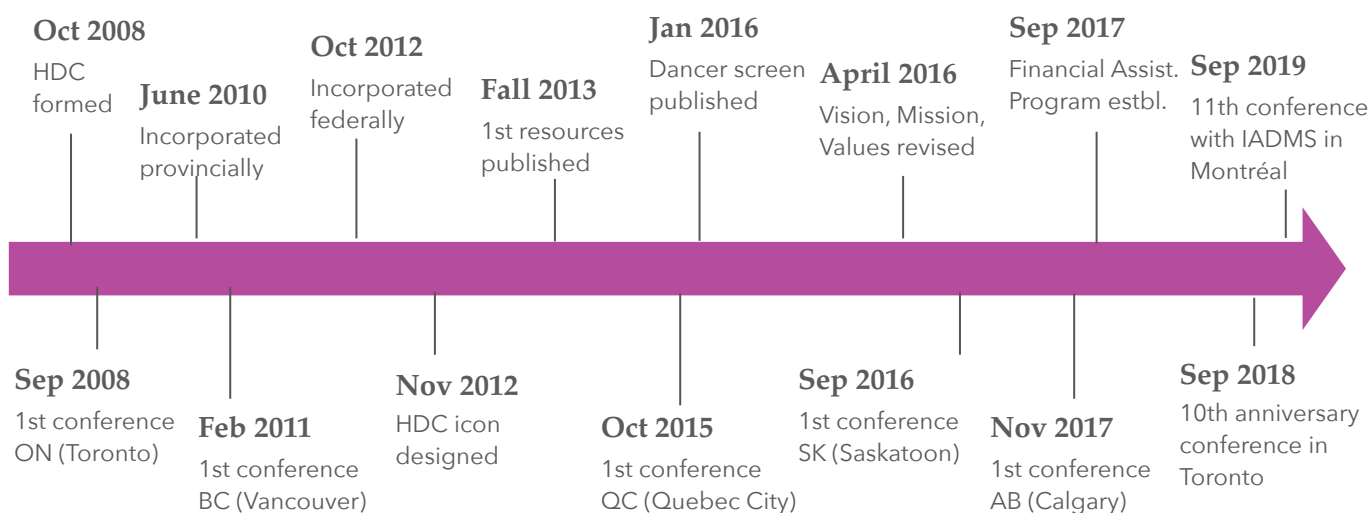 Oct 2008
HDC
formed
June 2010
Incorporated
provincially
Oct 2012
Incorporated
federally
Fall 2013
1st resources
published
Jan 2016
Dancer screen
published
April 2016
Vision, Mission,
Values revised
Sep 2017
Financial Assist.
Program estbl.
Sep 2019
11th conference
with IADMS in
Montréal
Sep 2008
1st conference
ON (Toronto)
Feb 2011
1st conference
BC (Vancouver)
Nov 2012
HDC icon
designed
Oct 2015
1st conference
QC (Quebec City)
Sep 2016
1st conference
SK (Saskatoon)
Nov 2017
1st conference
AB (Calgary)
Sep 2018
10th anniversary
conference in
Toronto